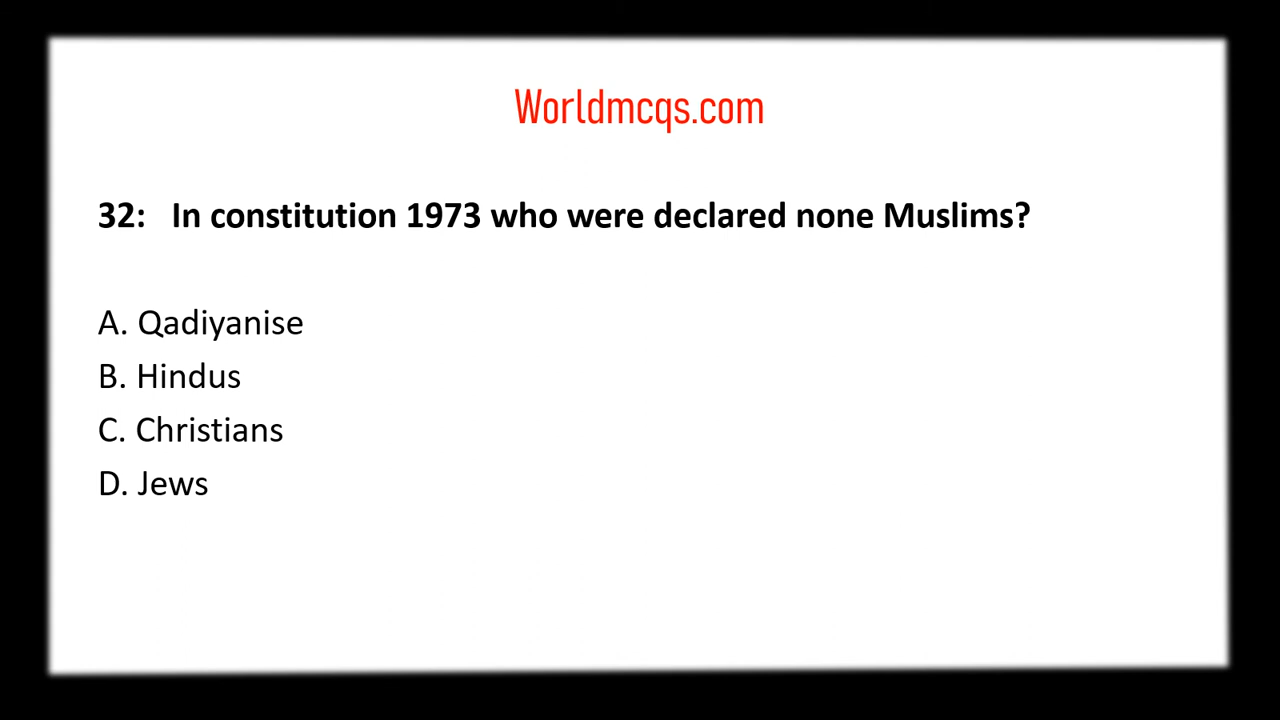 Worldmcqs.com
32: In constitution 1973 who were declared none Muslims?
A. Qadiyanise
B. Hindus
C. Christians
D. Jews